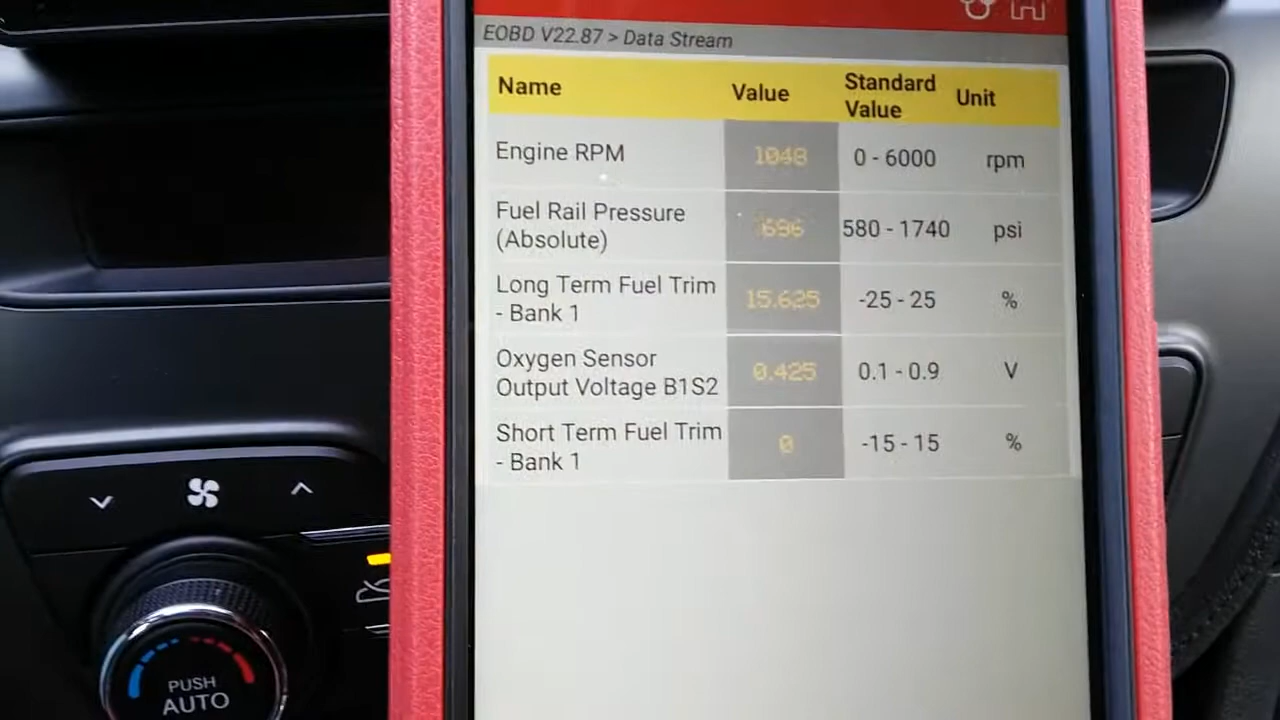 EOBD V22.87 > Data Stream
Name Value Standard Value Unit
Engine RPM 1048 0 - 6000 rpm
Fuel Rail Pressure (Absolute) 696 580 - 1740 psi
Long Term Fuel Trim - Bank 1 15.625 -25 - 25 %
Oxygen Sensor Output Voltage B1S2 0.425 0.1 - 0.9 V
Short Term Fuel Trim - Bank 1 0 -15 - 15 %
PUSH
AUTO